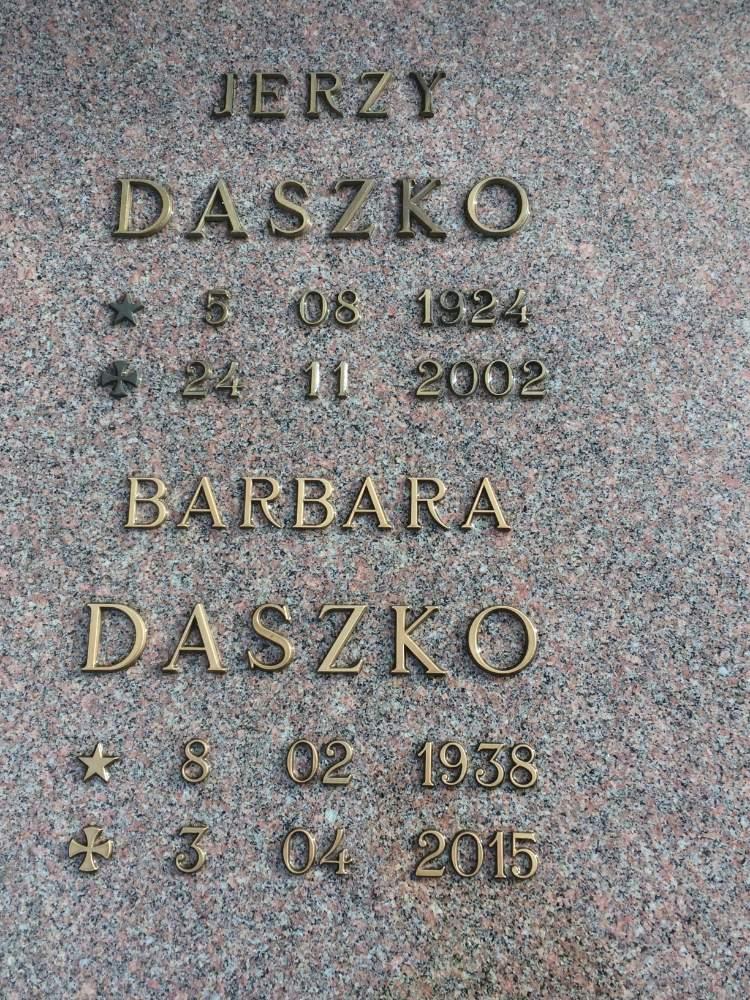 JERZY
DASZKO
★ 5 08 1924
✠ 24 11 2002
BARBARA
DASZKO
★ 8 02 1938
✠ 3 04 2015